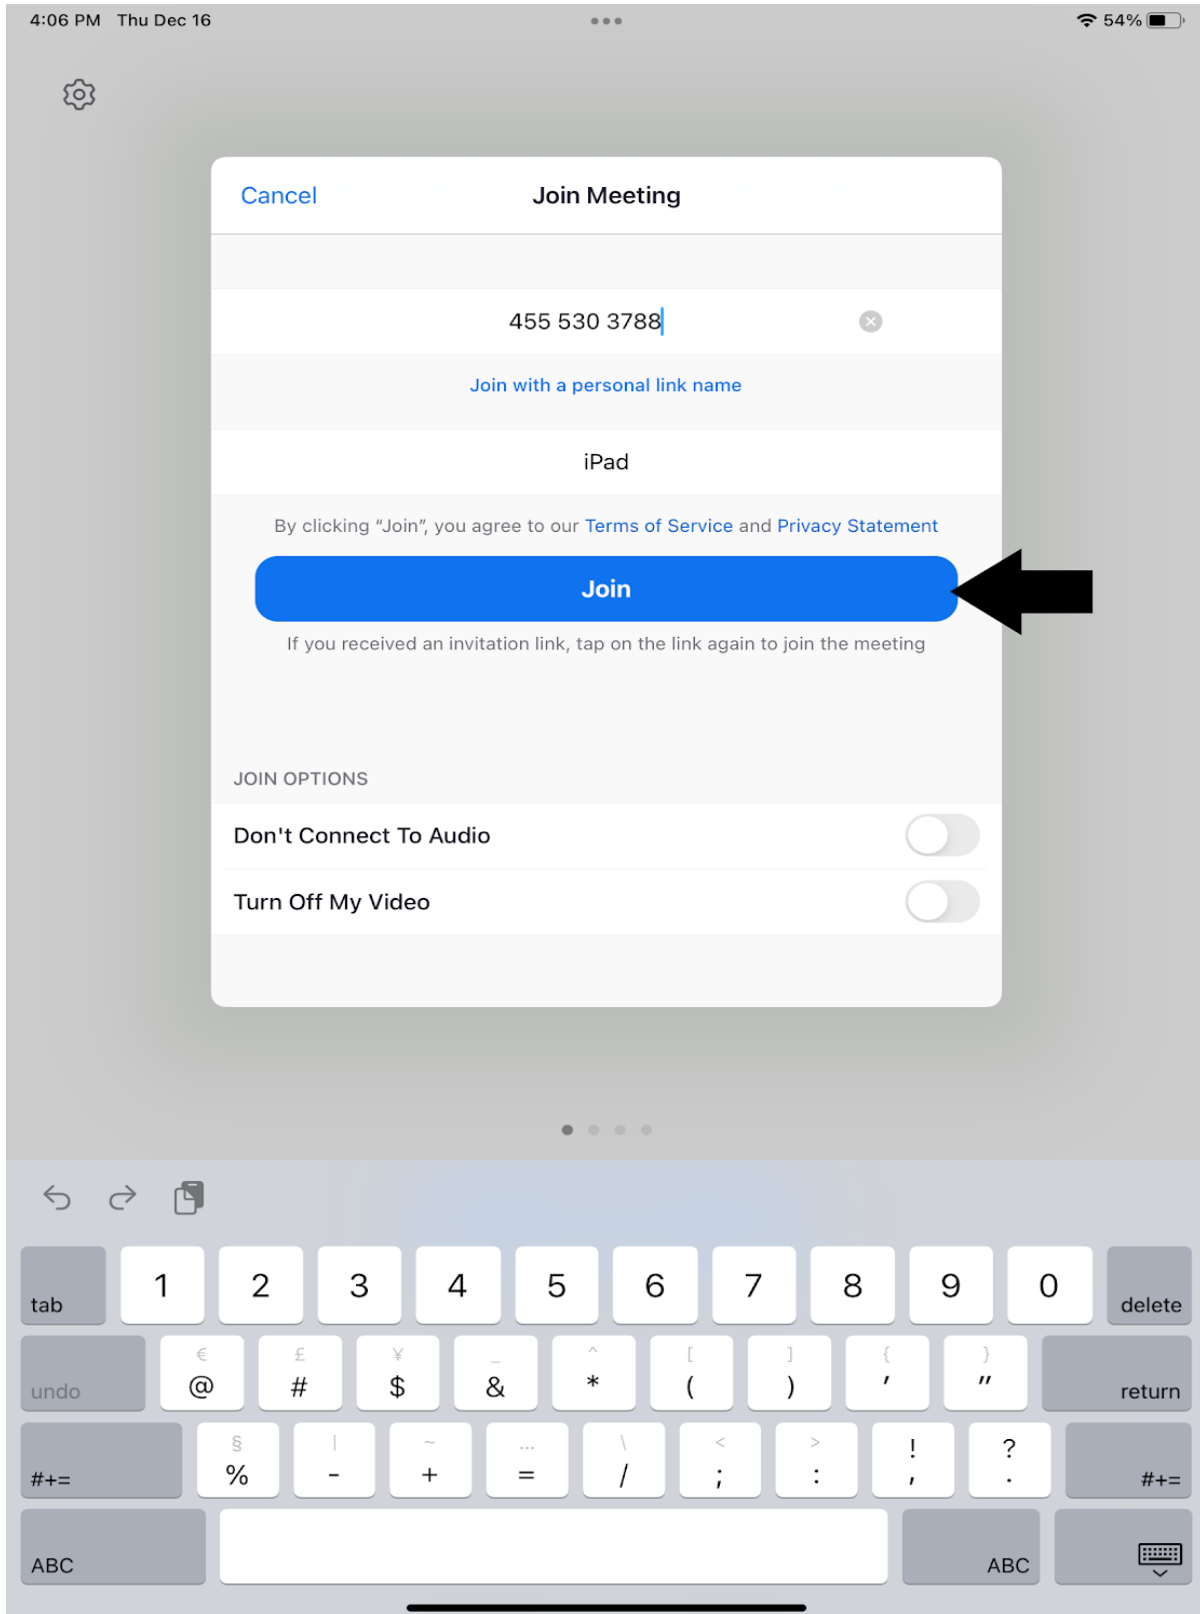 4:06 PM Thu Dec 16 54%
Cancel Join Meeting
455 530 3788
Join with a personal link name
iPad
By clicking “Join”, you agree to our Terms of Service and Privacy Statement
Join
If you received an invitation link, tap on the link again to join the meeting
JOIN OPTIONS
Don't Connect To Audio
Turn Off My Video
tab 1 2 3 4 5 6 7 8 9 0 delete
€ £ ¥ _ ^ [ ] { }
undo @ # $ & * ( ) ' " return
§ | ~ … \ < > ! ?
#+= % - + = / ; : , . #+=
ABC ABC